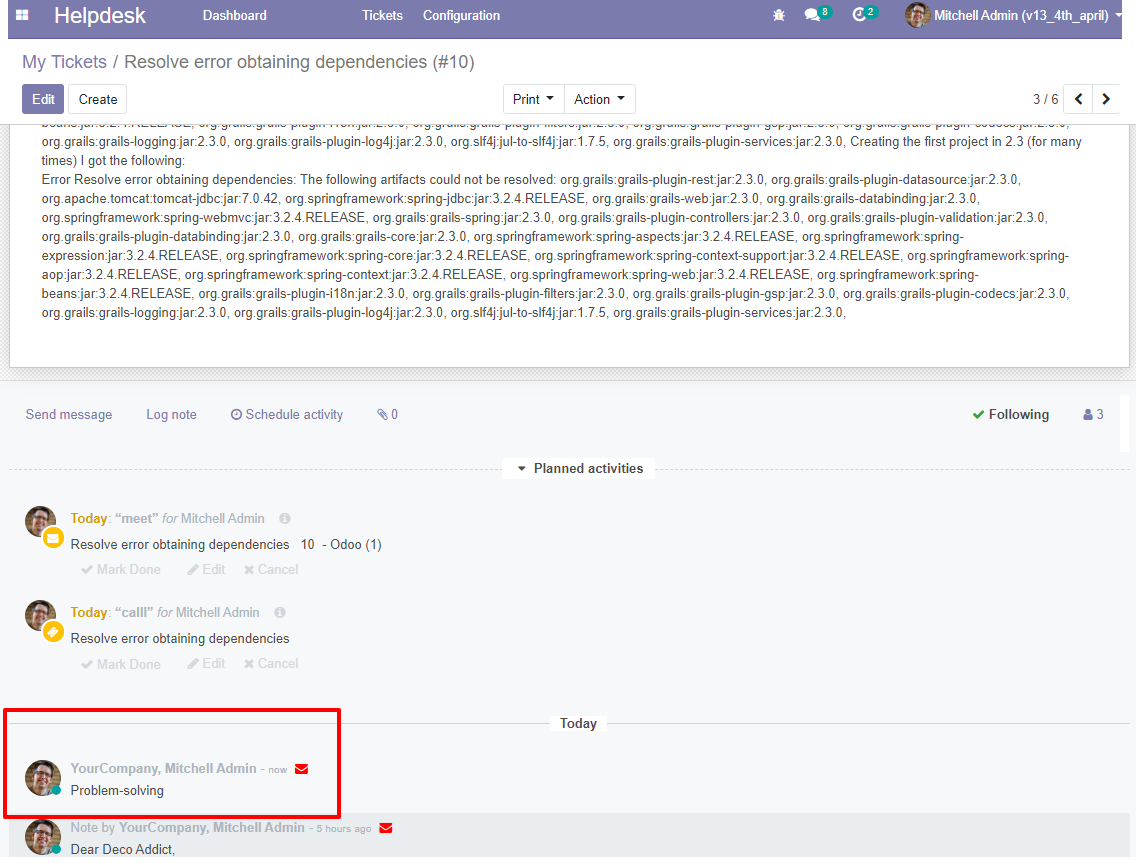 Helpdesk Dashboard Tickets Configuration 8 2 Mitchell Admin (v13_4th_april)
My Tickets / Resolve error obtaining dependencies (#10)
Edit Create Print Action 3 / 6
org.grails:grails-logging:jar:2.3.0, org.grails:grails-plugin-log4j:jar:2.3.0, org.slf4j:jul-to-slf4j:jar:1.7.5, org.grails:grails-plugin-services:jar:2.3.0, Creating the first project in 2.3 (for many
times) I got the following:
Error Resolve error obtaining dependencies: The following artifacts could not be resolved: org.grails:grails-plugin-rest:jar:2.3.0, org.grails:grails-plugin-datasource:jar:2.3.0,
org.apache.tomcat:tomcat-jdbc:jar:7.0.42, org.springframework:spring-jdbc:jar:3.2.4.RELEASE, org.grails:grails-web:jar:2.3.0, org.grails:grails-databinding:jar:2.3.0,
org.springframework:spring-webmvc:jar:3.2.4.RELEASE, org.grails:grails-spring:jar:2.3.0, org.grails:grails-plugin-controllers:jar:2.3.0, org.grails:grails-plugin-validation:jar:2.3.0,
org.grails:grails-plugin-databinding:jar:2.3.0, org.grails:grails-core:jar:2.3.0, org.springframework:spring-aspects:jar:3.2.4.RELEASE, org.springframework:spring-
expression:jar:3.2.4.RELEASE, org.springframework:spring-core:jar:3.2.4.RELEASE, org.springframework:spring-context-support:jar:3.2.4.RELEASE, org.springframework:spring-
aop:jar:3.2.4.RELEASE, org.springframework:spring-context:jar:3.2.4.RELEASE, org.springframework:spring-web:jar:3.2.4.RELEASE, org.springframework:spring-
beans:jar:3.2.4.RELEASE, org.grails:grails-plugin-i18n:jar:2.3.0, org.grails:grails-plugin-filters:jar:2.3.0, org.grails:grails-plugin-gsp:jar:2.3.0, org.grails:grails-plugin-codecs:jar:2.3.0,
org.grails:grails-logging:jar:2.3.0, org.grails:grails-plugin-log4j:jar:2.3.0, org.slf4j:jul-to-slf4j:jar:1.7.5, org.grails:grails-plugin-services:jar:2.3.0,
Send message Log note Schedule activity 0 Following 3
Planned activities
Today: “meet” for Mitchell Admin
Resolve error obtaining dependencies 10 - Odoo (1)
Mark Done Edit Cancel
Today: “calll” for Mitchell Admin
Resolve error obtaining dependencies
Mark Done Edit Cancel
Today
YourCompany, Mitchell Admin - now
Problem-solving
Note by YourCompany, Mitchell Admin - 5 hours ago
Dear Deco Addict,